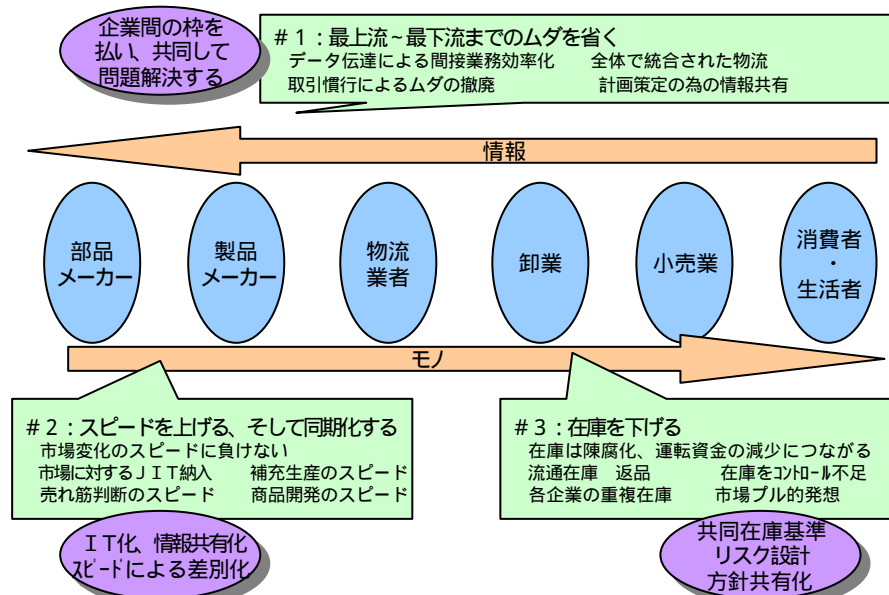 企業間の枠を
払い、共同して
問題解決する
＃１：最上流~最下流までのムダを省く
データ伝達による間接業務効率化　全体で統合された物流
取引慣行によるムダの撤廃　計画策定の為の情報共有
情報
部品
メーカー
製品
メーカー
物流
業者
卸業
小売業
消費者
・
生活者
モノ
＃２：スピードを上げる、そして同期化する
市場変化のスピードに負けない
市場に対するＪＩＴ納入　補充生産のスピード
売れ筋判断のスピード　商品開発のスピード
＃３：在庫を下げる
在庫は陳腐化、運転資金の減少につながる
流通在庫　返品　在庫をｺﾝﾄﾛｰﾙ不足
各企業の重複在庫　市場プル的発想
ＩＴ化、情報共有化
ｽﾋﾟｰﾄﾞによる差別化
共同在庫基準
リスク設計
方針共有化